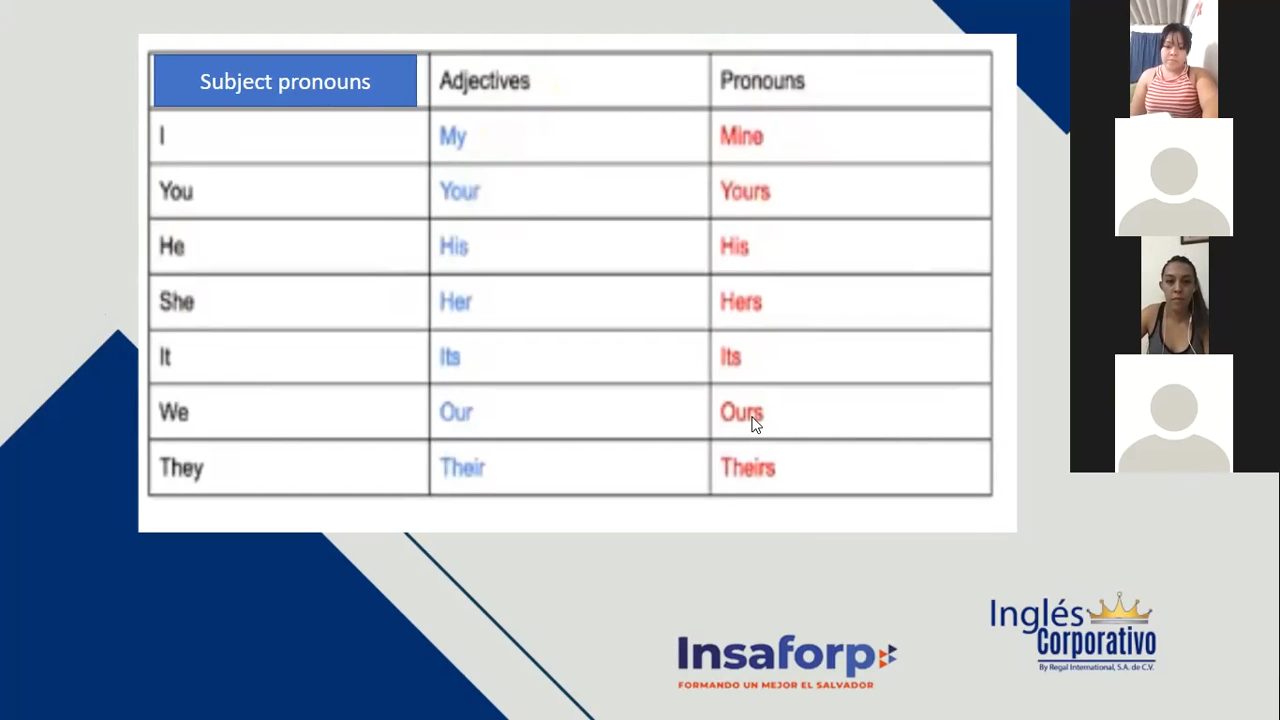 Subject pronouns Adjectives Pronouns
I My Mine
You Your Yours
He His His
She Her Hers
It Its Its
We Our Ours
They Their Theirs
Insaforp
FORMANDO UN MEJOR EL SALVADOR
Inglés
Corporativo
By Regal International, S.A. de C.V.